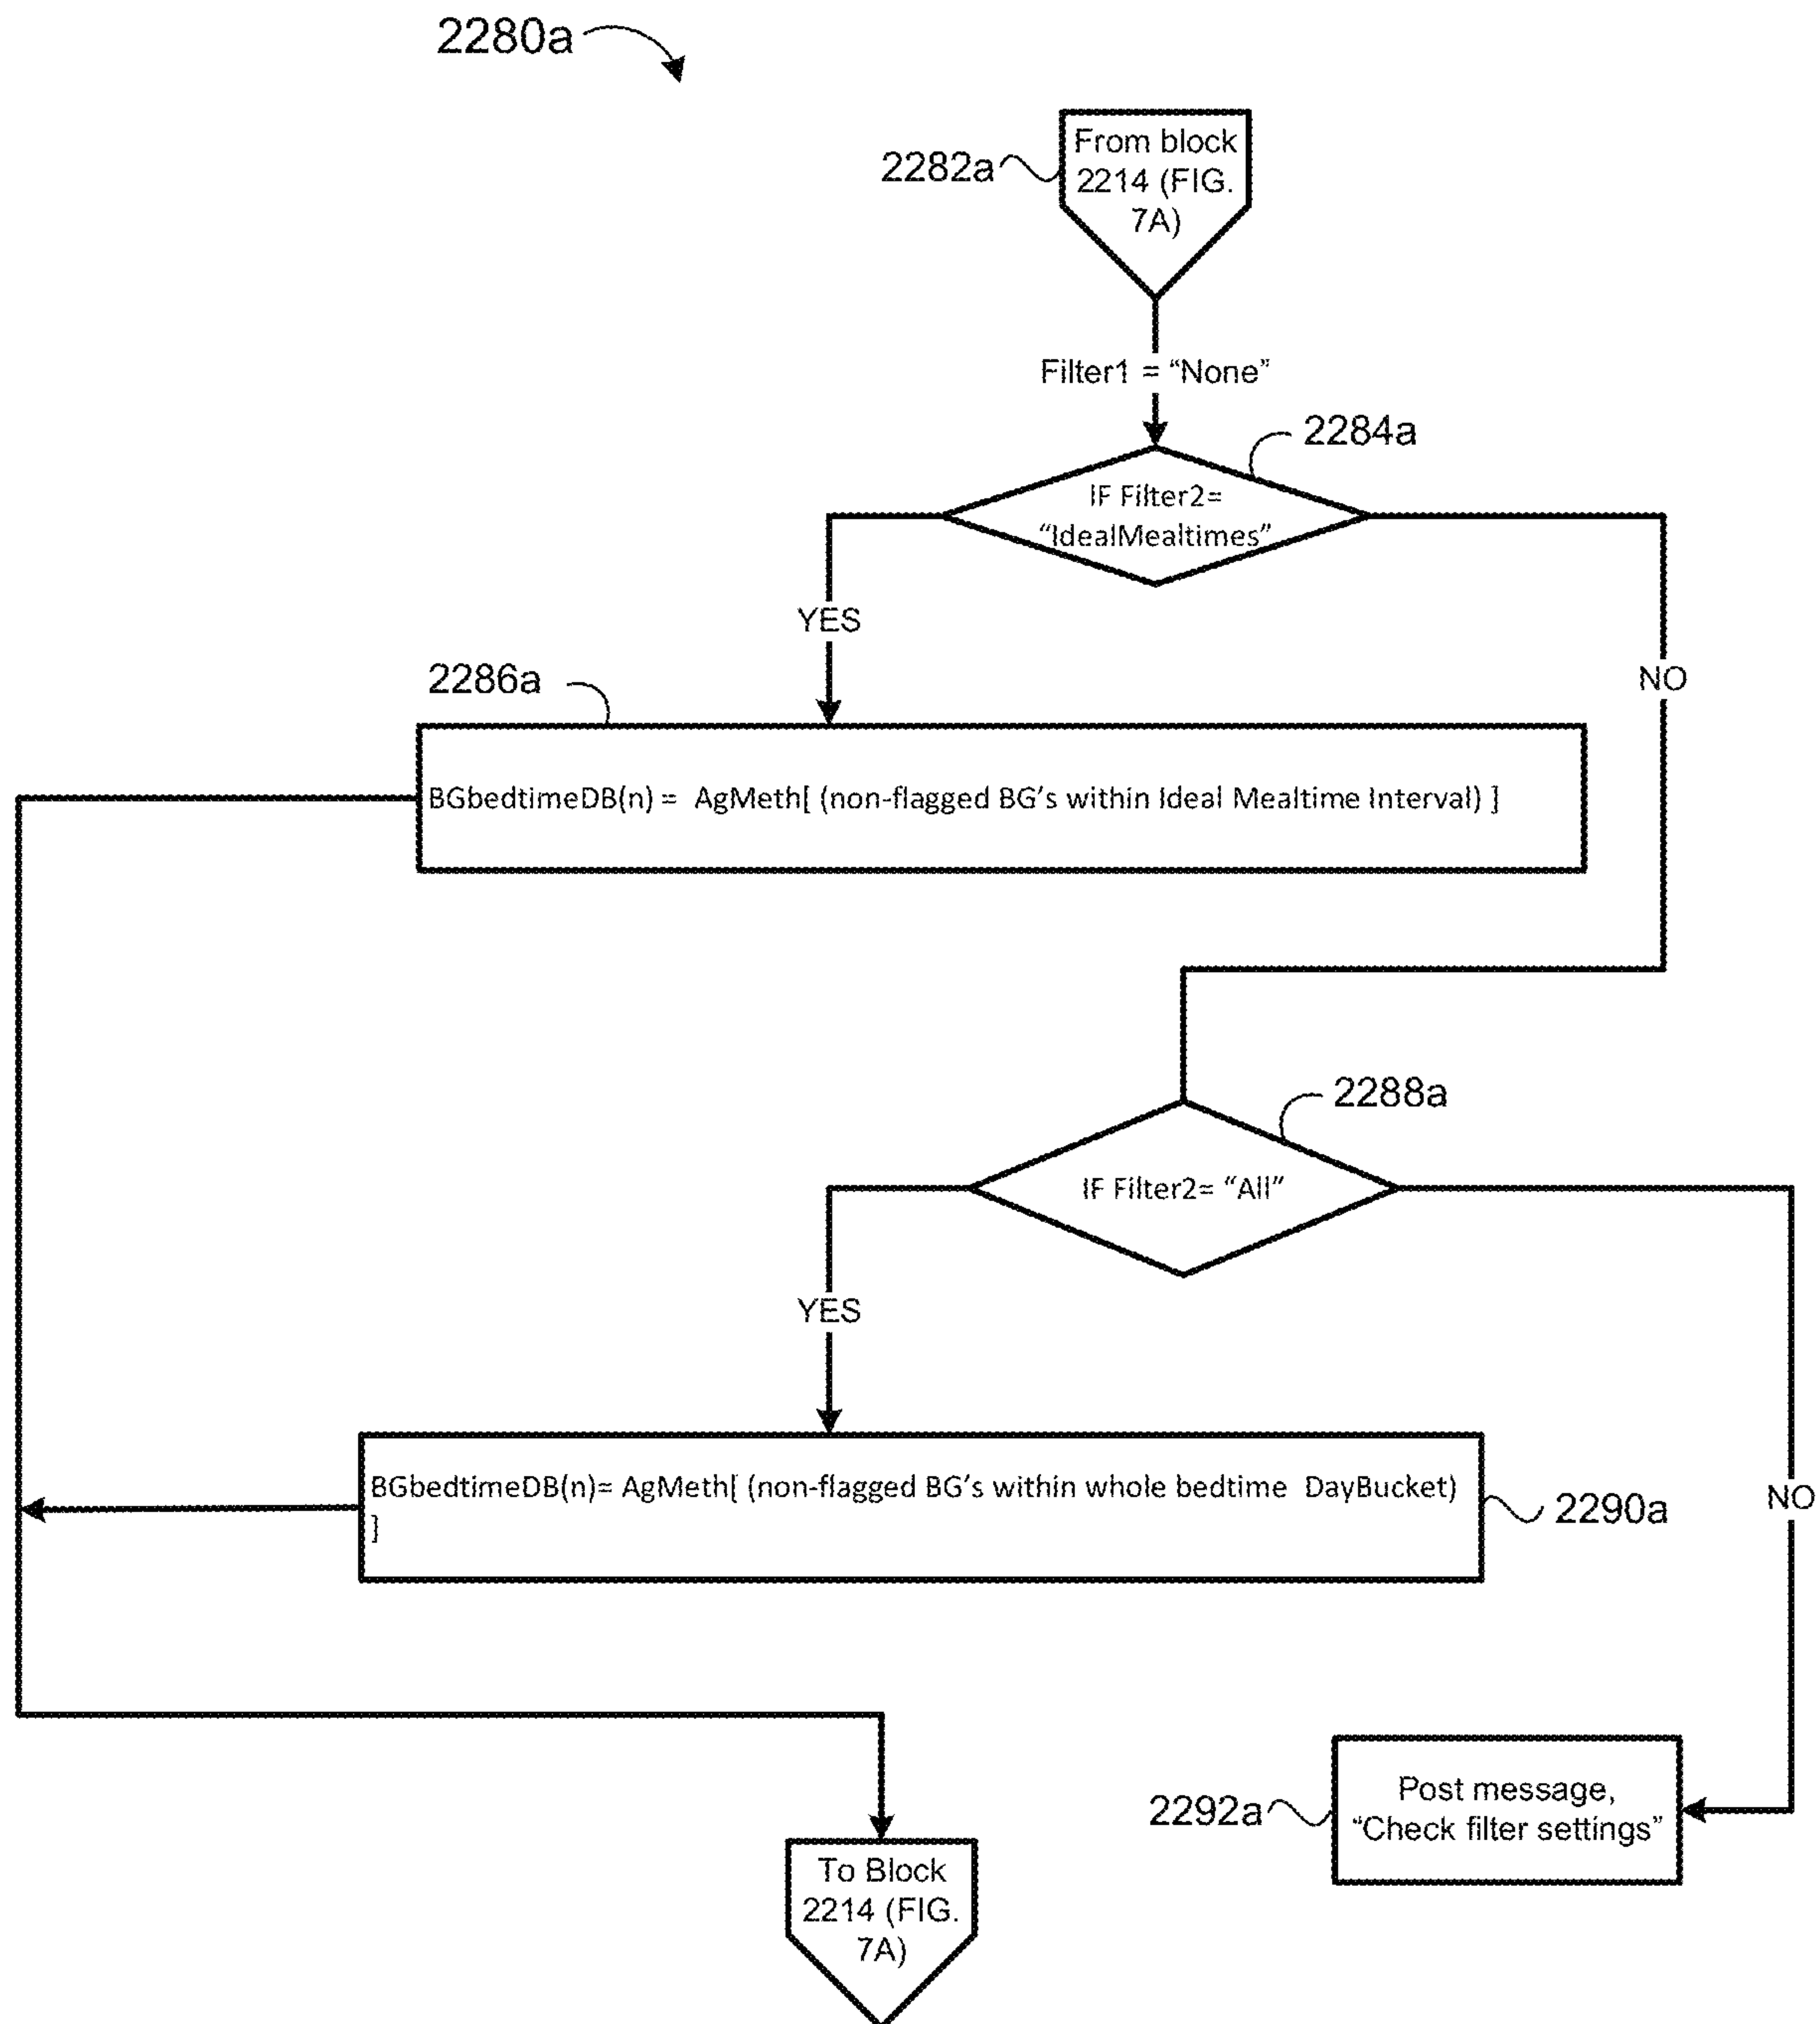 2280a
2282a
From block
2214 (FIG.
7A)
Filter1 = “None”
2284a
IF Filter2=
“IdealMealtimes”
YES
NO
2286a
BGbedtimeDB(n) = AgMeth[ (non-flagged BG’s within Ideal Mealtime Interval) ]
2288a
IF Filter2= “All”
YES
NO
BGbedtimeDB(n)= AgMeth[ (non-flagged BG’s within whole bedtime DayBucket)
]
2290a
2292a
Post message,
“Check filter settings”
To Block
2214 (FIG.
7A)